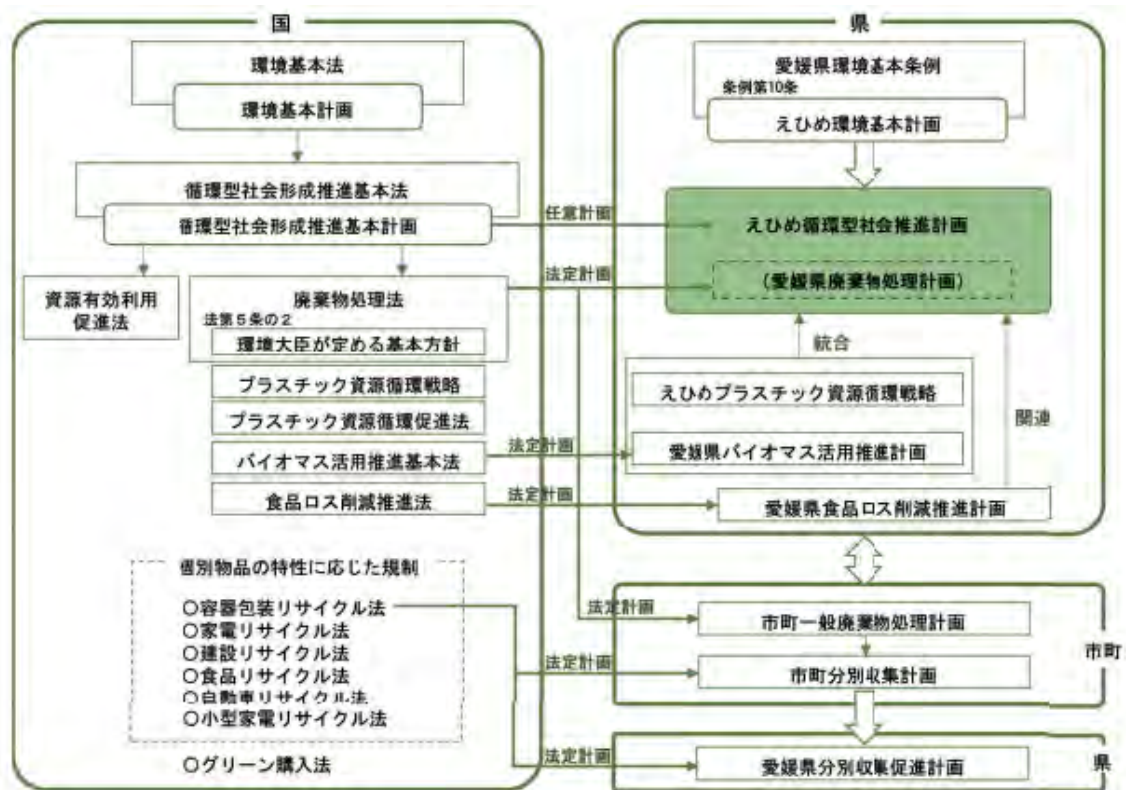 国
環境基本法
環境基本計画
循環型社会形成推進基本法
循環型社会形成推進基本計画
資源有効利用
促進法
廃棄物処理法
法第5条の2
環境大臣が定める基本方針
プラスチック資源循環戦略
プラスチック資源循環促進法
バイオマス活用推進基本法
食品ロス削減推進法
個別物品の特性に応じた規制
○容器包装リサイクル法
○家電リサイクル法
○建設リサイクル法
○食品リサイクル法
○自動車リサイクル法
○小型家電リサイクル法
○グリーン購入法
任意計画
法定計画
法定計画
法定計画
法定計画
法定計画
法定計画
県
愛媛県環境基本条例
条例第10条
えひめ環境基本計画
えひめ循環型社会推進計画
(愛媛県廃棄物処理計画)
統合
関連
えひめプラスチック資源循環戦略
愛媛県バイオマス活用推進計画
愛媛県食品ロス削減推進計画
市町一般廃棄物処理計画
市町分別収集計画
市町
愛媛県分別収集促進計画
県